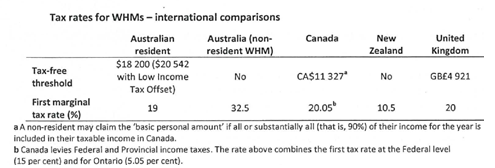 Tax rates for WHMs – international comparisons
Australian resident | Australia (non-resident WHM) | Canada | New Zealand | United Kingdom
Tax-free threshold | $18 200 ($20 542 with Low Income Tax Offset) | No | CA$11 327a | No | GB£4 921
First marginal tax rate (%) | 19 | 32.5 | 20.05b | 10.5 | 20
a A non-resident may claim the 'basic personal amount' if all or substantially all (that is, 90%) of their income for the year is
included in their taxable income in Canada.
b Canada levies Federal and Provincial income taxes. The rate above combines the first tax rate at the Federal level
(15 per cent) and for Ontario (5.05 per cent).